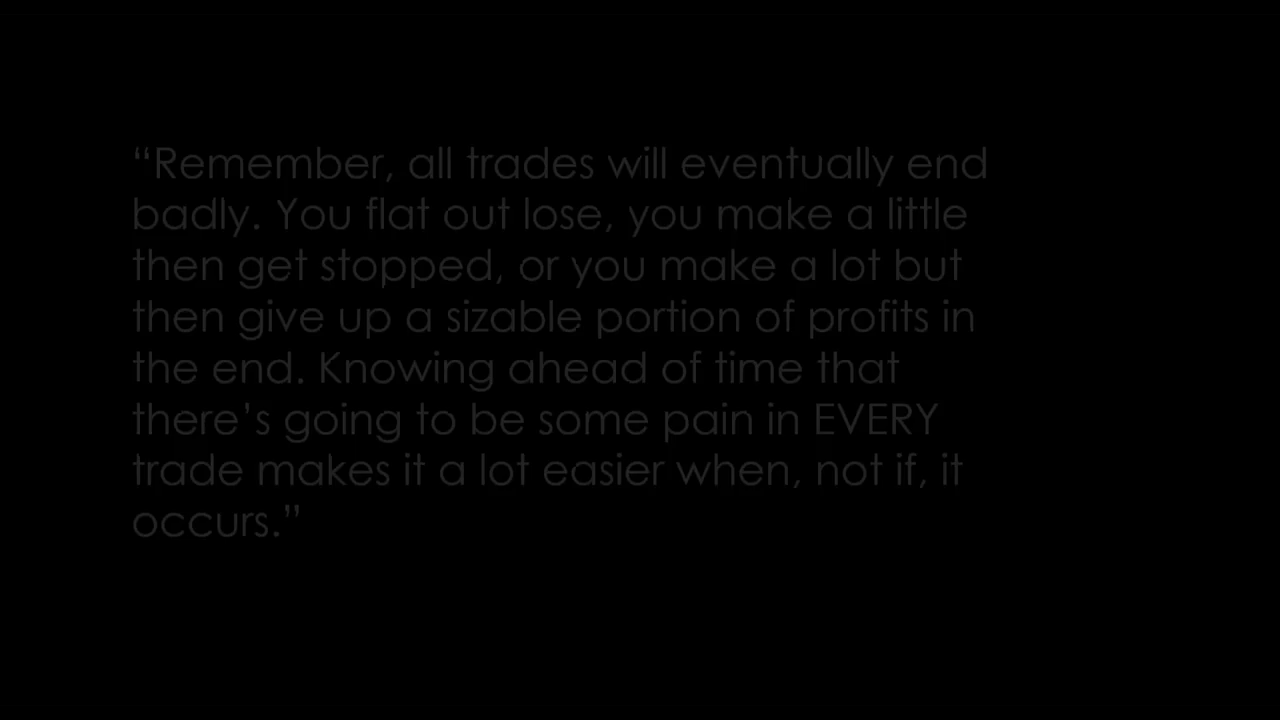 “Remember, all trades will eventually end
badly. You flat out lose, you make a little
then get stopped, or you make a lot but
then give up a sizable portion of profits in
the end. Knowing ahead of time that
there’s going to be some pain in EVERY
trade makes it a lot easier when, not if, it
occurs.”